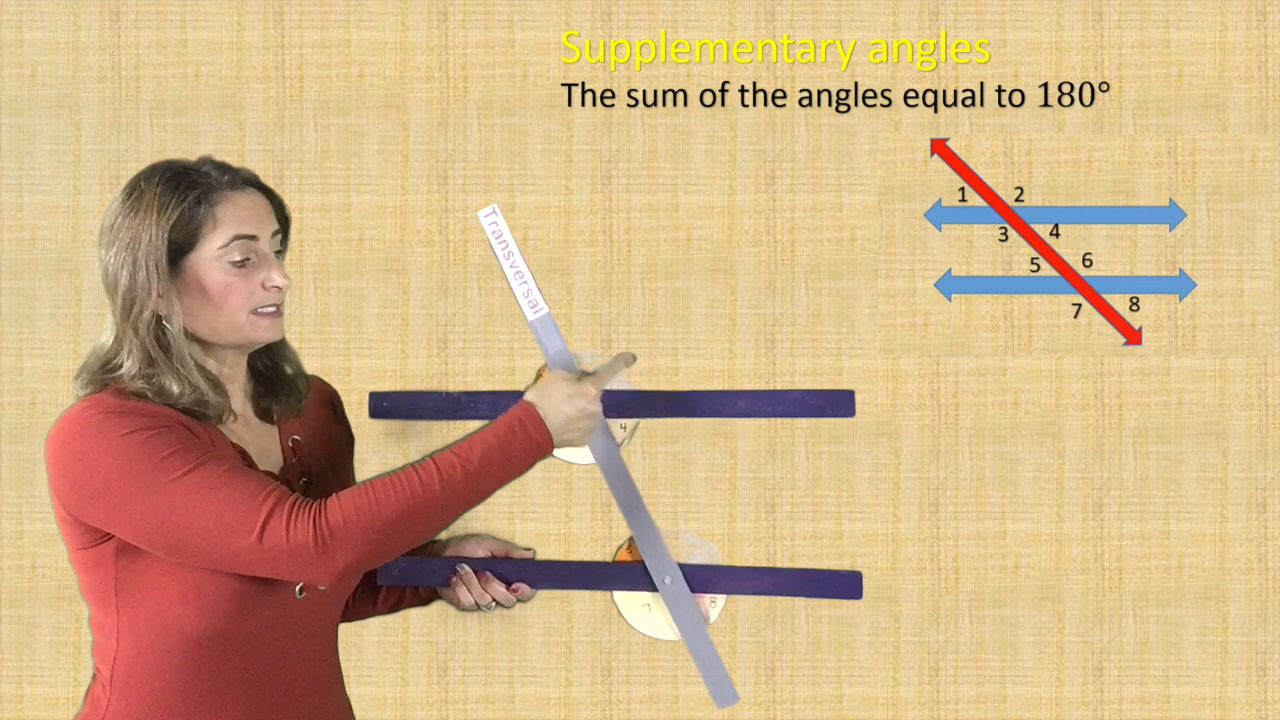 Supplementary angles
The sum of the angles equal to 180°
1 2
3 4
5 6
7 8
Transversal
4
5
7 8